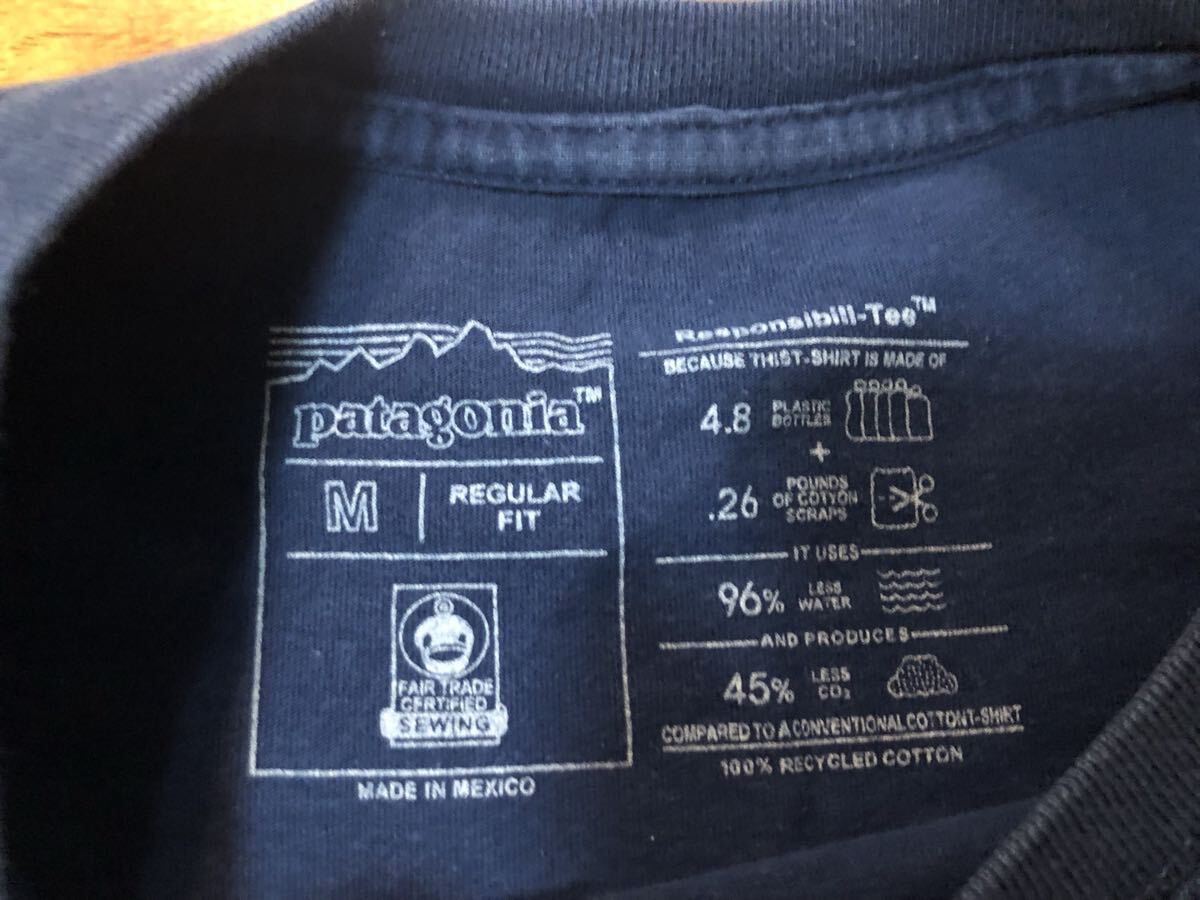 patagonia™
M
REGULAR
FIT
FAIR TRADE
CERTIFIED
SEWING
MADE IN MEXICO
Responsibili-Tee™
BECAUSE THIS T-SHIRT IS MADE OF
4.8 PLASTIC
BOTTLES
+
.26 POUNDS
OF COTTON
SCRAPS
IT USES
96% LESS
WATER
AND PRODUCES
45% LESS
CO₂
COMPARED TO A CONVENTIONAL COTTON T-SHIRT
100% RECYCLED COTTON